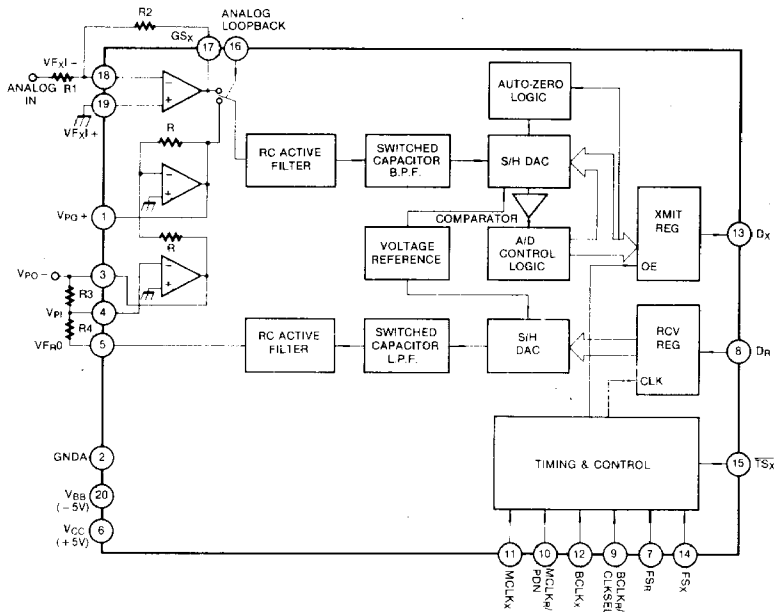 R2
GSX
17
ANALOG
LOOPBACK
16
VFXI-
ANALOG
IN
R1
18
19
VFXI+
-
+
R
-
+
VPO+
1
R
VPO-
3
R3
VPI
4
R4
VFR0
5
-
+
RC ACTIVE
FILTER
SWITCHED
CAPACITOR
B.P.F.
AUTO-ZERO
LOGIC
S/H DAC
COMPARATOR
A/D
CONTROL
LOGIC
VOLTAGE
REFERENCE
XMIT
REG
OE
13
DX
RC ACTIVE
FILTER
SWITCHED
CAPACITOR
L.P.F.
S/H
DAC
RCV
REG
CLK
8
DR
GNDA
2
VBB
(-5V)
20
VCC
(+5V)
6
TIMING & CONTROL
15
TSX
11
10
12
9
7
14
MCLKX
MCLKR/
PDN
BCLKX
BCLKR/
CLKSEL
FSR
FSX